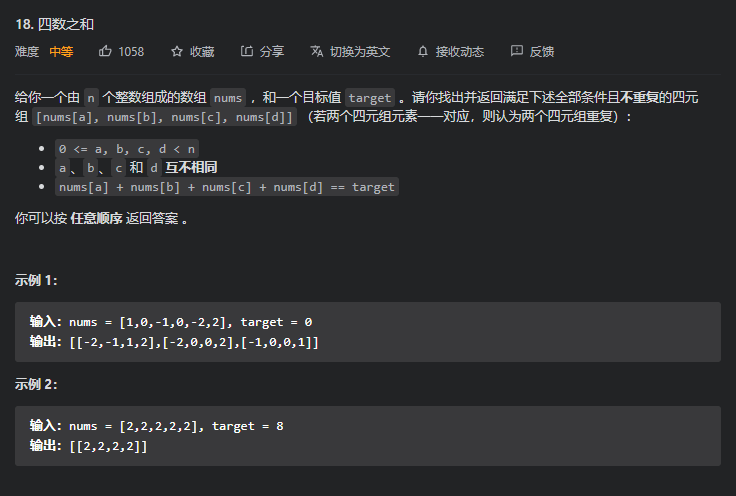 18. 四数之和
难度 中等 1058 收藏 分享 切换为英文 接收动态 反馈
给你一个由 n 个整数组成的数组 nums ，和一个目标值 target 。请你找出并返回满足下述全部条件且不重复的四元
组 [nums[a], nums[b], nums[c], nums[d]] （若两个四元组元素一一对应，则认为两个四元组重复）：
0 <= a, b, c, d < n
a 、 b 、 c 和 d 互不相同
nums[a] + nums[b] + nums[c] + nums[d] == target
你可以按 任意顺序 返回答案 。
示例 1：
输入：nums = [1,0,-1,0,-2,2], target = 0
输出：[[-2,-1,1,2],[-2,0,0,2],[-1,0,0,1]]
示例 2：
输入：nums = [2,2,2,2,2], target = 8
输出：[[2,2,2,2]]